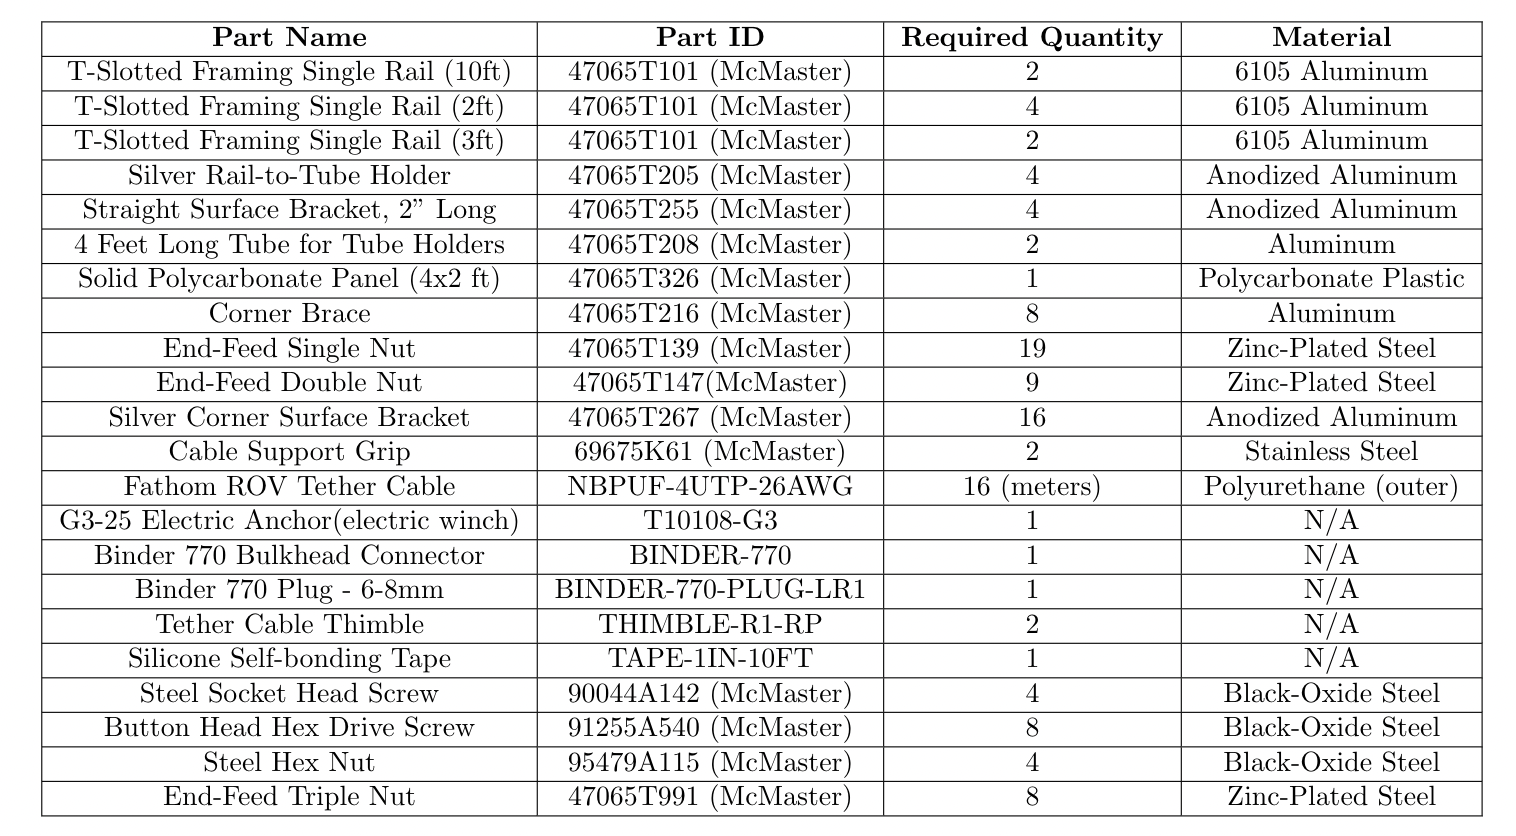 Part Name Part ID Required Quantity Material
T-Slotted Framing Single Rail (10ft) 47065T101 (McMaster) 2 6105 Aluminum
T-Slotted Framing Single Rail (2ft) 47065T101 (McMaster) 4 6105 Aluminum
T-Slotted Framing Single Rail (3ft) 47065T101 (McMaster) 2 6105 Aluminum
Silver Rail-to-Tube Holder 47065T205 (McMaster) 4 Anodized Aluminum
Straight Surface Bracket, 2” Long 47065T255 (McMaster) 4 Anodized Aluminum
4 Feet Long Tube for Tube Holders 47065T208 (McMaster) 2 Aluminum
Solid Polycarbonate Panel (4x2 ft) 47065T326 (McMaster) 1 Polycarbonate Plastic
Corner Brace 47065T216 (McMaster) 8 Aluminum
End-Feed Single Nut 47065T139 (McMaster) 19 Zinc-Plated Steel
End-Feed Double Nut 47065T147(McMaster) 9 Zinc-Plated Steel
Silver Corner Surface Bracket 47065T267 (McMaster) 16 Anodized Aluminum
Cable Support Grip 69675K61 (McMaster) 2 Stainless Steel
Fathom ROV Tether Cable NBPUF-4UTP-26AWG 16 (meters) Polyurethane (outer)
G3-25 Electric Anchor(electric winch) T10108-G3 1 N/A
Binder 770 Bulkhead Connector BINDER-770 1 N/A
Binder 770 Plug - 6-8mm BINDER-770-PLUG-LR1 1 N/A
Tether Cable Thimble THIMBLE-R1-RP 2 N/A
Silicone Self-bonding Tape TAPE-1IN-10FT 1 N/A
Steel Socket Head Screw 90044A142 (McMaster) 4 Black-Oxide Steel
Button Head Hex Drive Screw 91255A540 (McMaster) 8 Black-Oxide Steel
Steel Hex Nut 95479A115 (McMaster) 4 Black-Oxide Steel
End-Feed Triple Nut 47065T991 (McMaster) 8 Zinc-Plated Steel